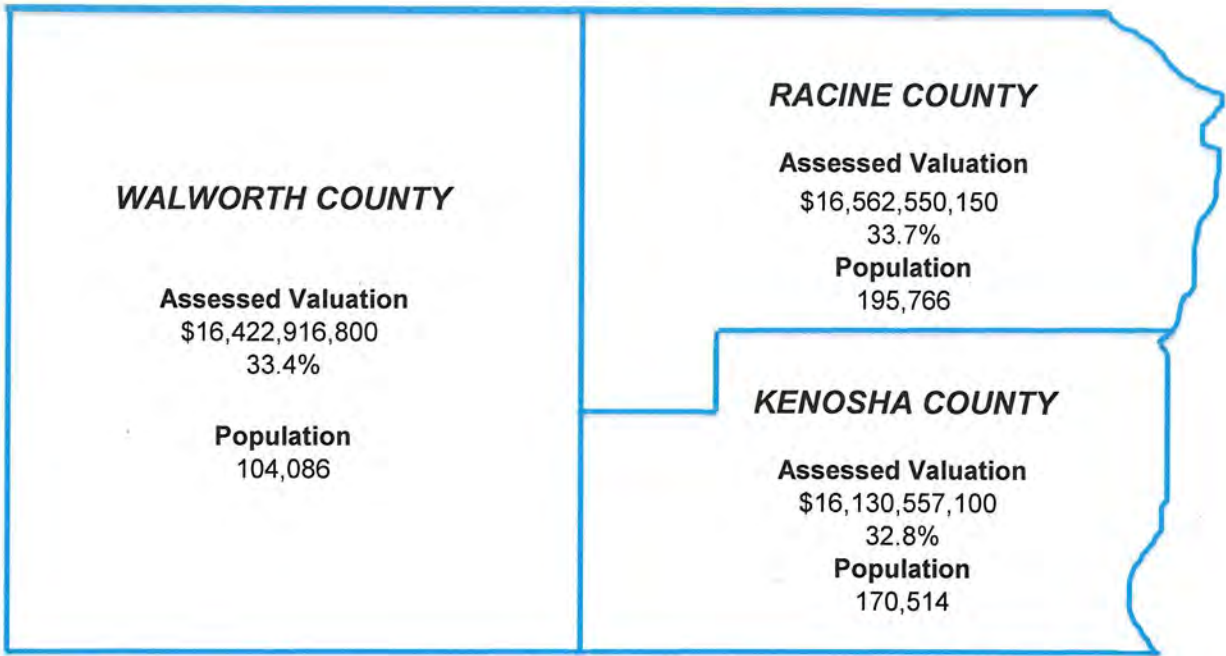 WALWORTH COUNTY
Assessed Valuation
$16,422,916,800
33.4%
Population
104,086
RACINE COUNTY
Assessed Valuation
$16,562,550,150
33.7%
Population
195,766
KENOSHA COUNTY
Assessed Valuation
$16,130,557,100
32.8%
Population
170,514